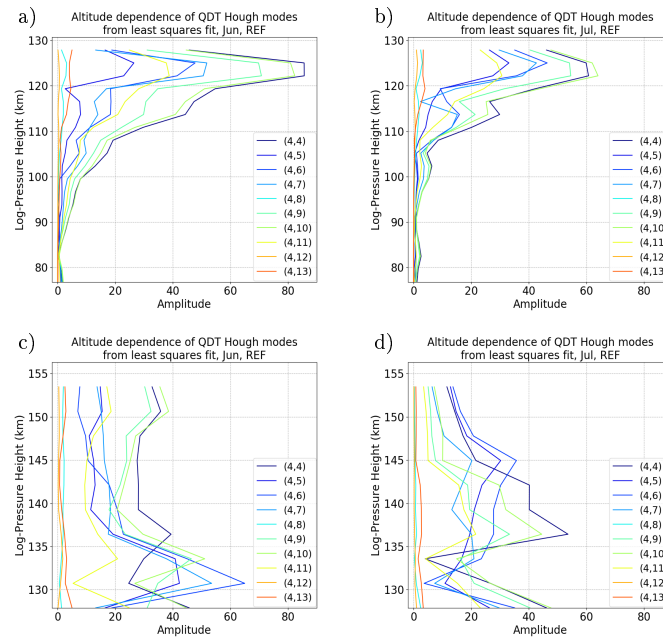 a)
Altitude dependence of QDT Hough modes
from least squares fit, Jun, REF
130
120
110
100
90
80
Log-Pressure Height (km)
0 20 40 60 80
Amplitude
(4,4)
(4,5)
(4,6)
(4,7)
(4,8)
(4,9)
(4,10)
(4,11)
(4,12)
(4,13)
b)
Altitude dependence of QDT Hough modes
from least squares fit, Jul, REF
130
120
110
100
90
80
Log-Pressure Height (km)
0 20 40 60 80
Amplitude
(4,4)
(4,5)
(4,6)
(4,7)
(4,8)
(4,9)
(4,10)
(4,11)
(4,12)
(4,13)
c)
Altitude dependence of QDT Hough modes
from least squares fit, Jun, REF
155
150
145
140
135
130
Log-Pressure Height (km)
0 20 40 60 80
Amplitude
(4,4)
(4,5)
(4,6)
(4,7)
(4,8)
(4,9)
(4,10)
(4,11)
(4,12)
(4,13)
d)
Altitude dependence of QDT Hough modes
from least squares fit, Jul, REF
155
150
145
140
135
130
Log-Pressure Height (km)
0 20 40 60 80
Amplitude
(4,4)
(4,5)
(4,6)
(4,7)
(4,8)
(4,9)
(4,10)
(4,11)
(4,12)
(4,13)